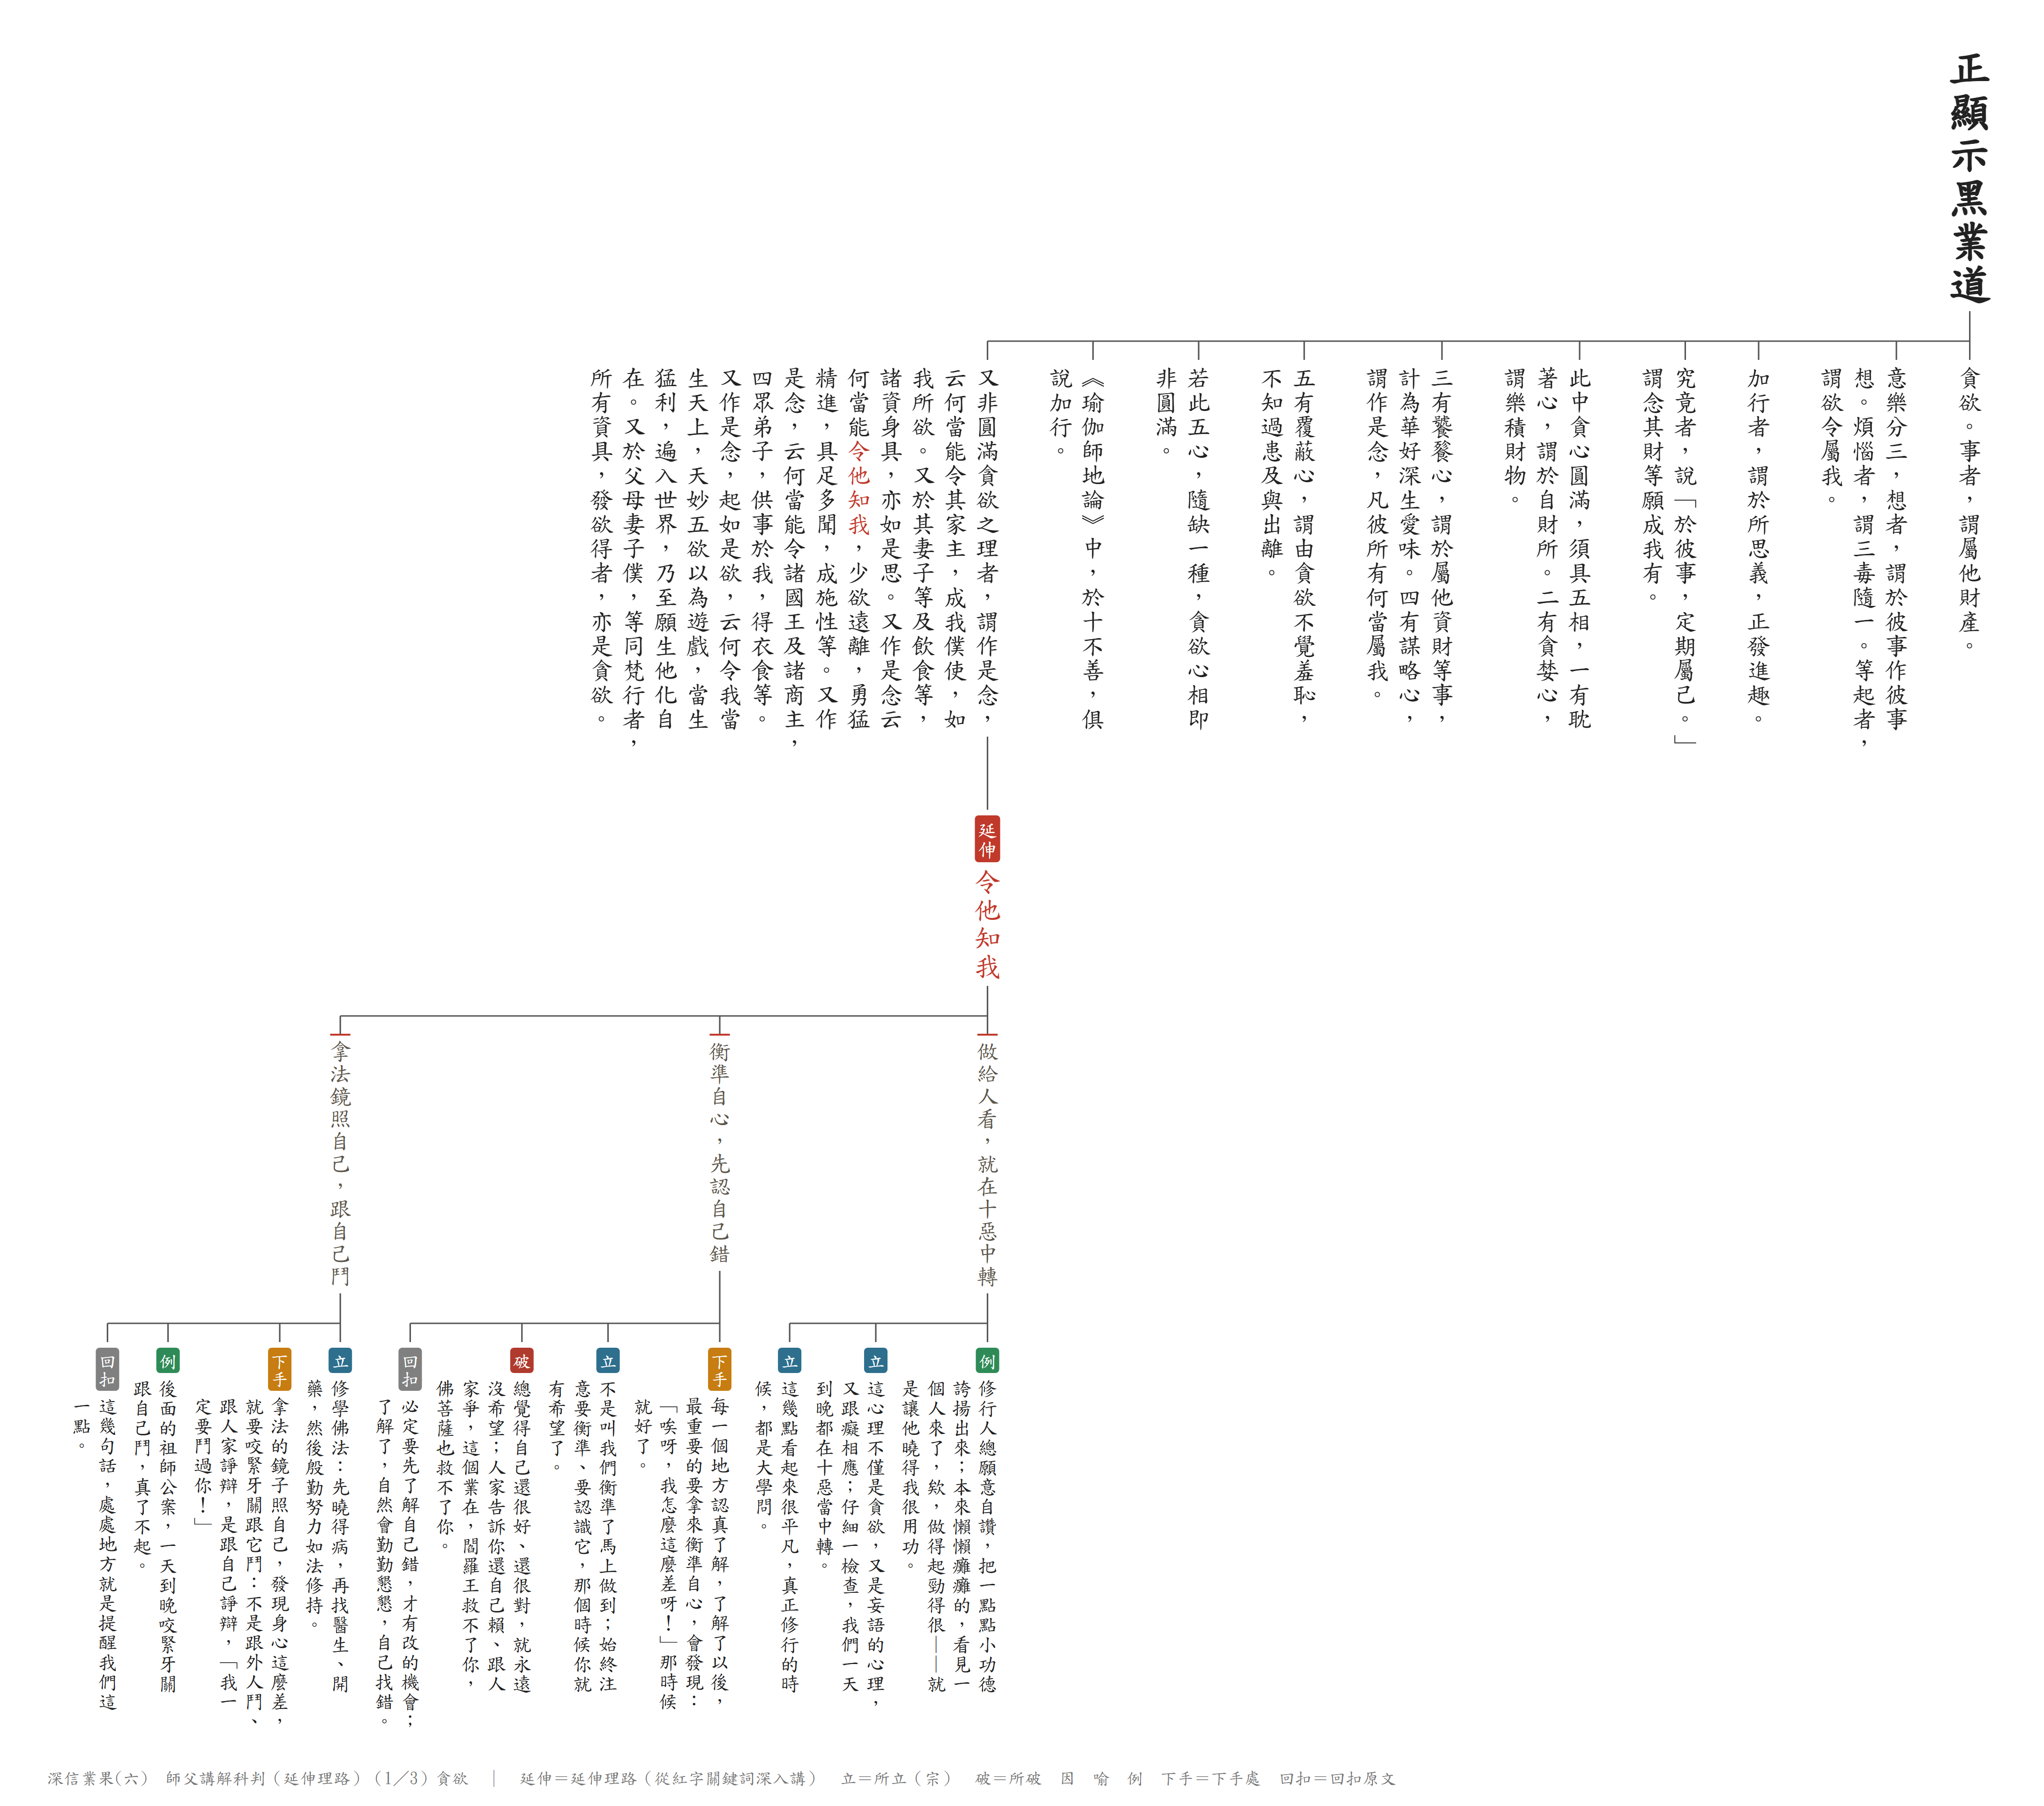 正顯示黑業道
貪欲。事者，謂屬他財產。
意樂分三，想者，謂於彼事作彼事
想。煩惱者，謂三毒隨一。等起者，
謂欲令屬我。
加行者，謂於所思義，正發進趣。
究竟者，說「於彼事，定期屬己。」
謂念其財等願成我有。
此中貪心圓滿，須具五相，一有耽
著心，謂於自財所。二有貪婪心，
謂樂積財物。
三有饕餮心，謂於屬他資財等事，
計為華好深生愛味。四有謀略心，
謂作是念，凡彼所有何當屬我。
五有覆蔽心，謂由貪欲不覺羞恥，
不知過患及與出離。
若此五心，隨缺一種，貪欲心相即
非圓滿。
《瑜伽師地論》中，於十不善，俱
說加行。
又非圓滿貪欲之理者，謂作是念，
云何當能令其家主，成我僕使，如
我所欲。又於其妻子等及飲食等，
諸資身具，亦如是思。又作是念云
何當能令他知我，少欲遠離，勇猛
精進，具足多聞，成施性等。又作
是念，云何當能令諸國王及諸商主，
四眾弟子，供事於我，得衣食等。
又作是念，起如是欲，云何令我當
生天上，天妙五欲以為遊戲，當生
猛利，遍入世界，乃至願生他化自
在。又於父母妻子僕，等同梵行者，
所有資具，發欲得者，亦是貪欲。
延伸
令他知我
做給人看，就在十惡中轉
例
修行人總願意自讚，把一點點小功德
誇揚出來；本來懶懶癱癱的，看見一
個人來了，欸，做得起勁得很——就
是讓他曉得我很用功。
立
這心理不僅是貪欲，又是妄語的心理，
又跟癡相應；仔細一檢查，我們一天
到晚都在十惡當中轉。
立
這幾點看起來很平凡，真正修行的時
候，都是大學問。
衡準自心，先認自己錯
下手
每一個地方認真了解，了解了以後，
最重要的要拿來衡準自心，會發現：
「唉呀，我怎麼這麼差呀！」那時候
就好了。
立
不是叫我們衡準了馬上做到；始終注
意要衡準、要認識它，那個時候你就
有希望了。
破
總覺得自己還很好、還很對，就永遠
沒希望；人家告訴你還自己賴、跟人
家爭，這個業在，閻羅王救不了你，
佛菩薩也救不了你。
回扣
必定要先了解自己錯，才有改的機會；
了解了，自然會勤勤懇懇，自己找錯。
拿法鏡照自己，跟自己鬥
立
修學佛法：先曉得病，再找醫生、開
藥，然後殷勤努力如法修持。
下手
拿法的鏡子照自己，發現身心這麼差，
就要咬緊牙關跟它鬥：不是跟外人鬥、
跟人家諍辯，是跟自己諍辯，「我一
定要鬥過你！」
例
後面的祖師公案，一天到晚咬緊牙關
跟自己鬥，真了不起。
回扣
這幾句話，處處地方就是提醒我們這
一點。
深信業果(六)　師父講解科判（延伸理路）（1／3）貪欲　｜　延伸＝延伸理路（從紅字關鍵詞深入講）　立＝所立（宗）　破＝所破　因　喻　例　下手＝下手處　回扣＝回扣原文